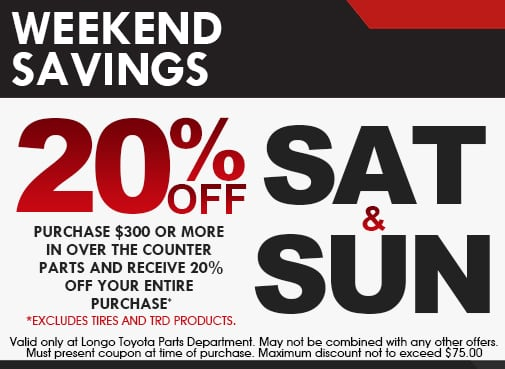 WEEKEND
SAVINGS
20% OFF
PURCHASE $300 OR MORE
IN OVER THE COUNTER
PARTS AND RECEIVE 20%
OFF YOUR ENTIRE
PURCHASE*
*EXCLUDES TIRES AND TRD PRODUCTS.
SAT
&
SUN
Valid only at Longo Toyota Parts Department. May not be combined with any other offers.
Must present coupon at time of purchase. Maximum discount not to exceed $75.00